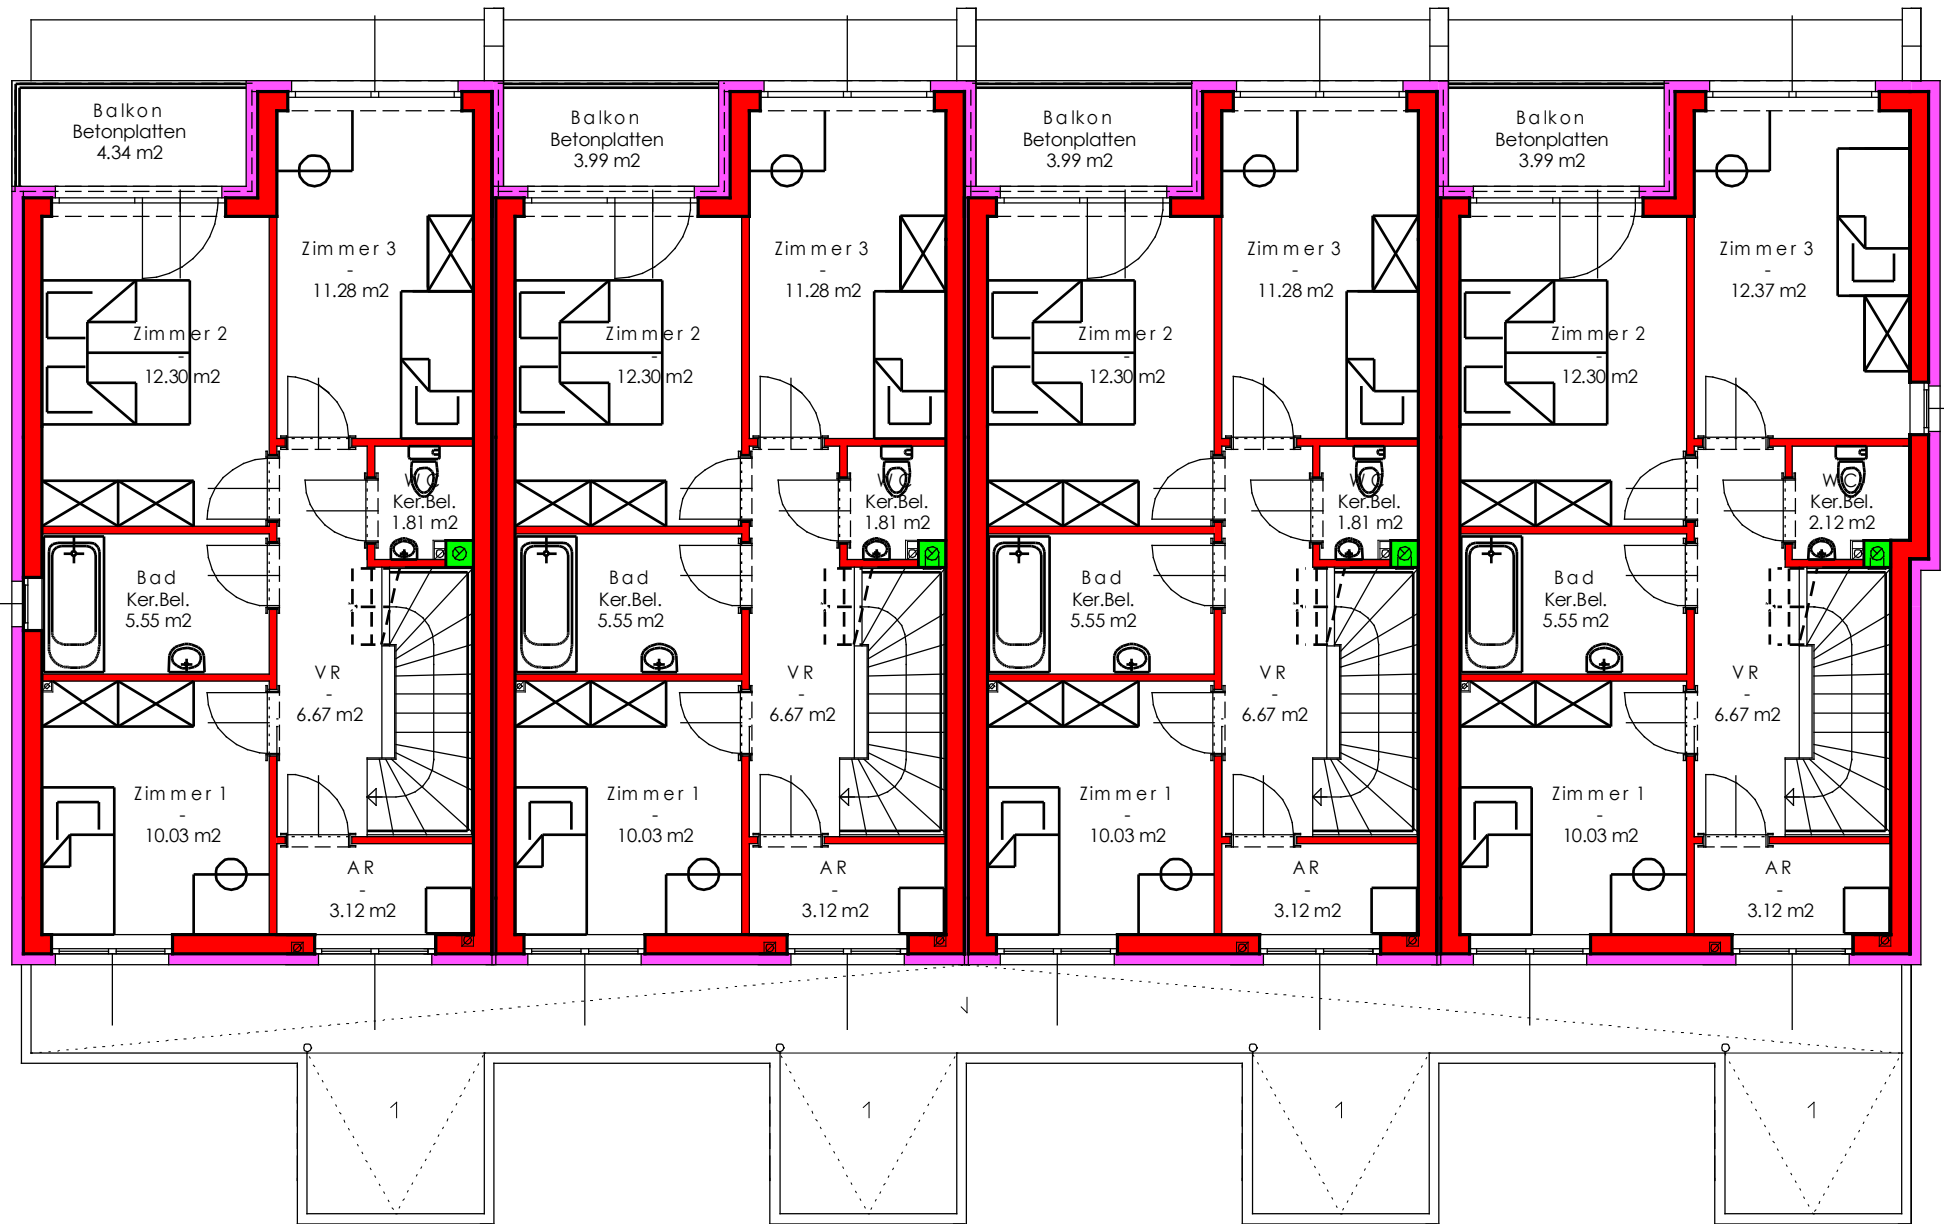 Balkon
Betonplatten
4.34 m2
Zimmer 3
-
11.28 m2
Zimmer 2
-
12.30 m2
WC
Ker.Bel.
1.81 m2
Bad
Ker.Bel.
5.55 m2
VR
-
6.67 m2
Zimmer 1
-
10.03 m2
AR
-
3.12 m2
Balkon
Betonplatten
3.99 m2
Zimmer 3
-
11.28 m2
Zimmer 2
-
12.30 m2
WC
Ker.Bel.
1.81 m2
Bad
Ker.Bel.
5.55 m2
VR
-
6.67 m2
Zimmer 1
-
10.03 m2
AR
-
3.12 m2
Balkon
Betonplatten
3.99 m2
Zimmer 3
-
11.28 m2
Zimmer 2
-
12.30 m2
WC
Ker.Bel.
1.81 m2
Bad
Ker.Bel.
5.55 m2
VR
-
6.67 m2
Zimmer 1
-
10.03 m2
AR
-
3.12 m2
Balkon
Betonplatten
3.99 m2
Zimmer 3
-
12.37 m2
Zimmer 2
-
12.30 m2
WC
Ker.Bel.
2.12 m2
Bad
Ker.Bel.
5.55 m2
VR
-
6.67 m2
Zimmer 1
-
10.03 m2
AR
-
3.12 m2